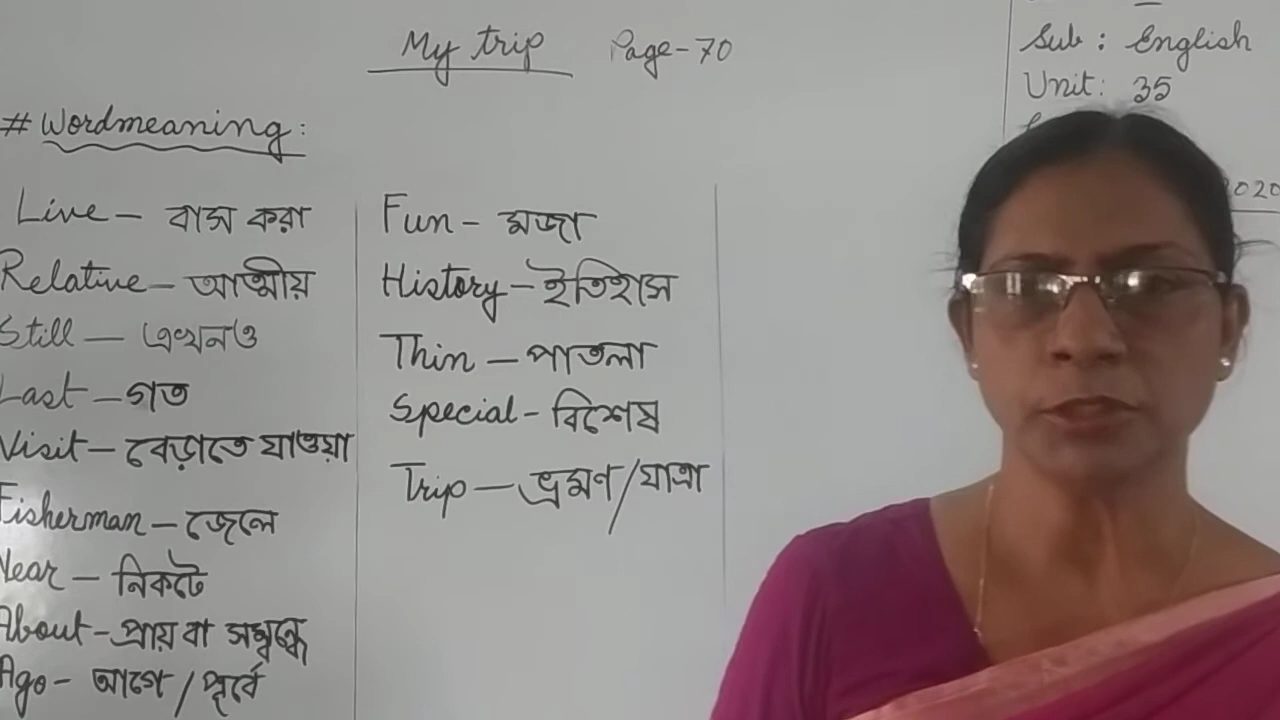 My trip Page-70
Sub : English
Unit: 35
2020
# Wordmeaning:
Live - বাস করা
Relative - আত্মীয়
Still - এখনও
Last - গত
Visit - বেড়াতে যাওয়া
Fisherman - জেলে
Near - নিকটে
About - প্রায় বা সম্বন্ধে
Ago - আগে / পূর্বে
Fun - মজা
History - ইতিহাস
Thin - পাতলা
Special - বিশেষ
Trip - ভ্রমণ / যাত্রা